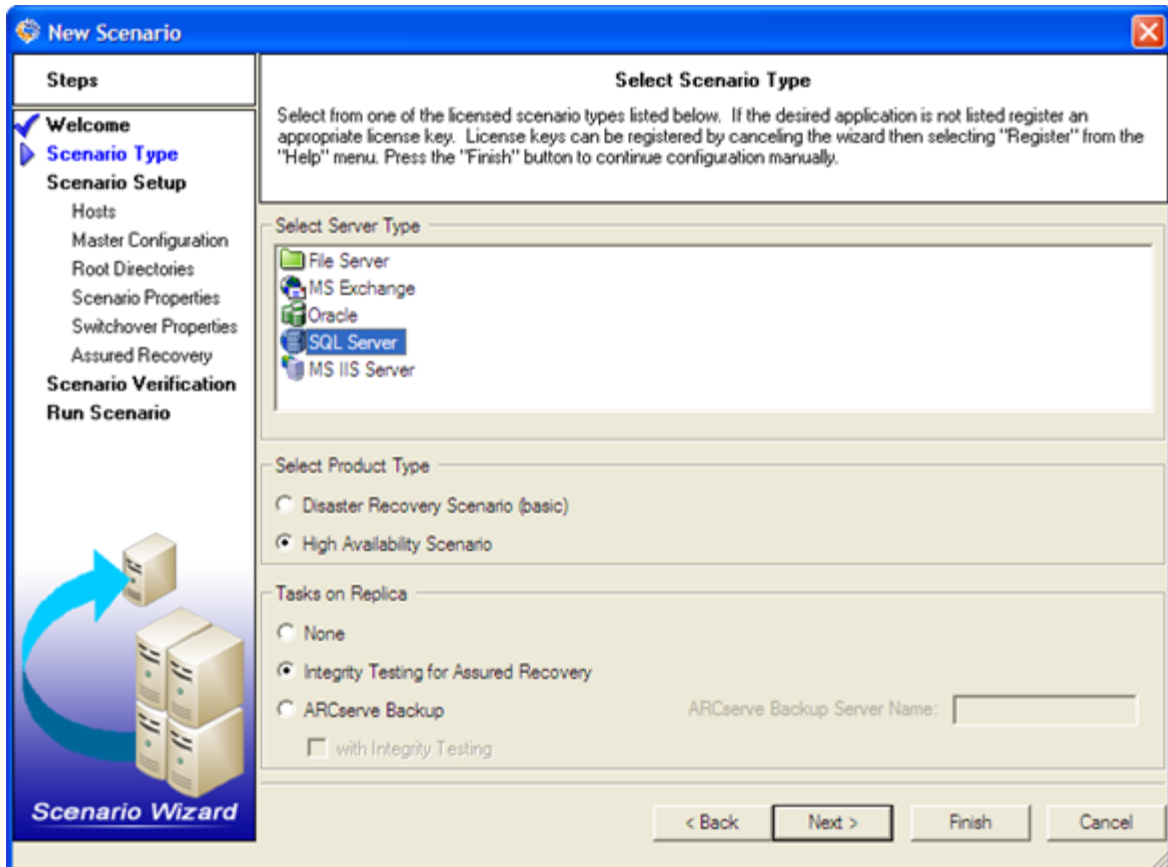 New Scenario
Steps
Welcome
Scenario Type
Scenario Setup
Hosts
Master Configuration
Root Directories
Scenario Properties
Switchover Properties
Assured Recovery
Scenario Verification
Run Scenario
Scenario Wizard
Select Scenario Type
Select from one of the licensed scenario types listed below. If the desired application is not listed register an
appropriate license key. License keys can be registered by canceling the wizard then selecting "Register" from the
"Help" menu. Press the "Finish" button to continue configuration manually.
Select Server Type
File Server
MS Exchange
Oracle
SQL Server
MS IIS Server
Select Product Type
Disaster Recovery Scenario (basic)
High Availability Scenario
Tasks on Replica
None
Integrity Testing for Assured Recovery
ARCserve Backup
ARCserve Backup Server Name:
with Integrity Testing
< Back
Next >
Finish
Cancel